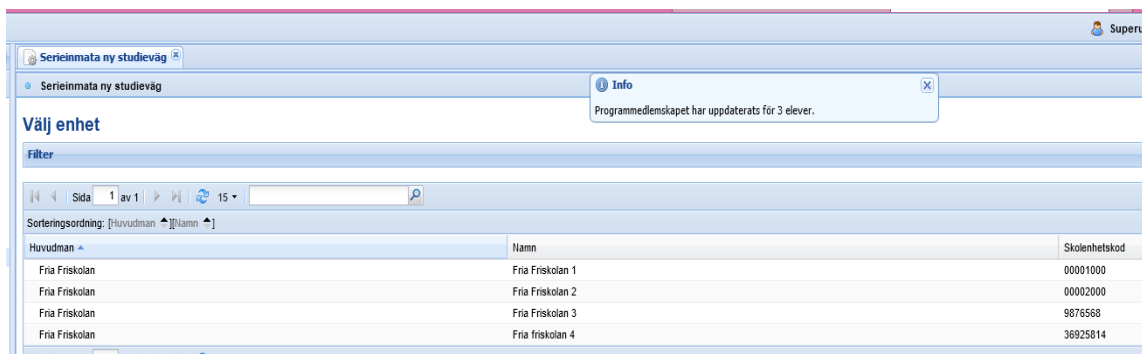 Superu
Serieinmata ny studieväg
Serieinmata ny studieväg
Info
Programmedlemskapet har uppdaterats för 3 elever.
Välj enhet
Filter
Sida 1 av 1 15
Sorteringsordning: [Huvudman ][Namn ]
Huvudman Namn Skolenhetskod
Fria Friskolan Fria Friskolan 1 00001000
Fria Friskolan Fria Friskolan 2 00002000
Fria Friskolan Fria Friskolan 3 9876568
Fria Friskolan Fria friskolan 4 36925814